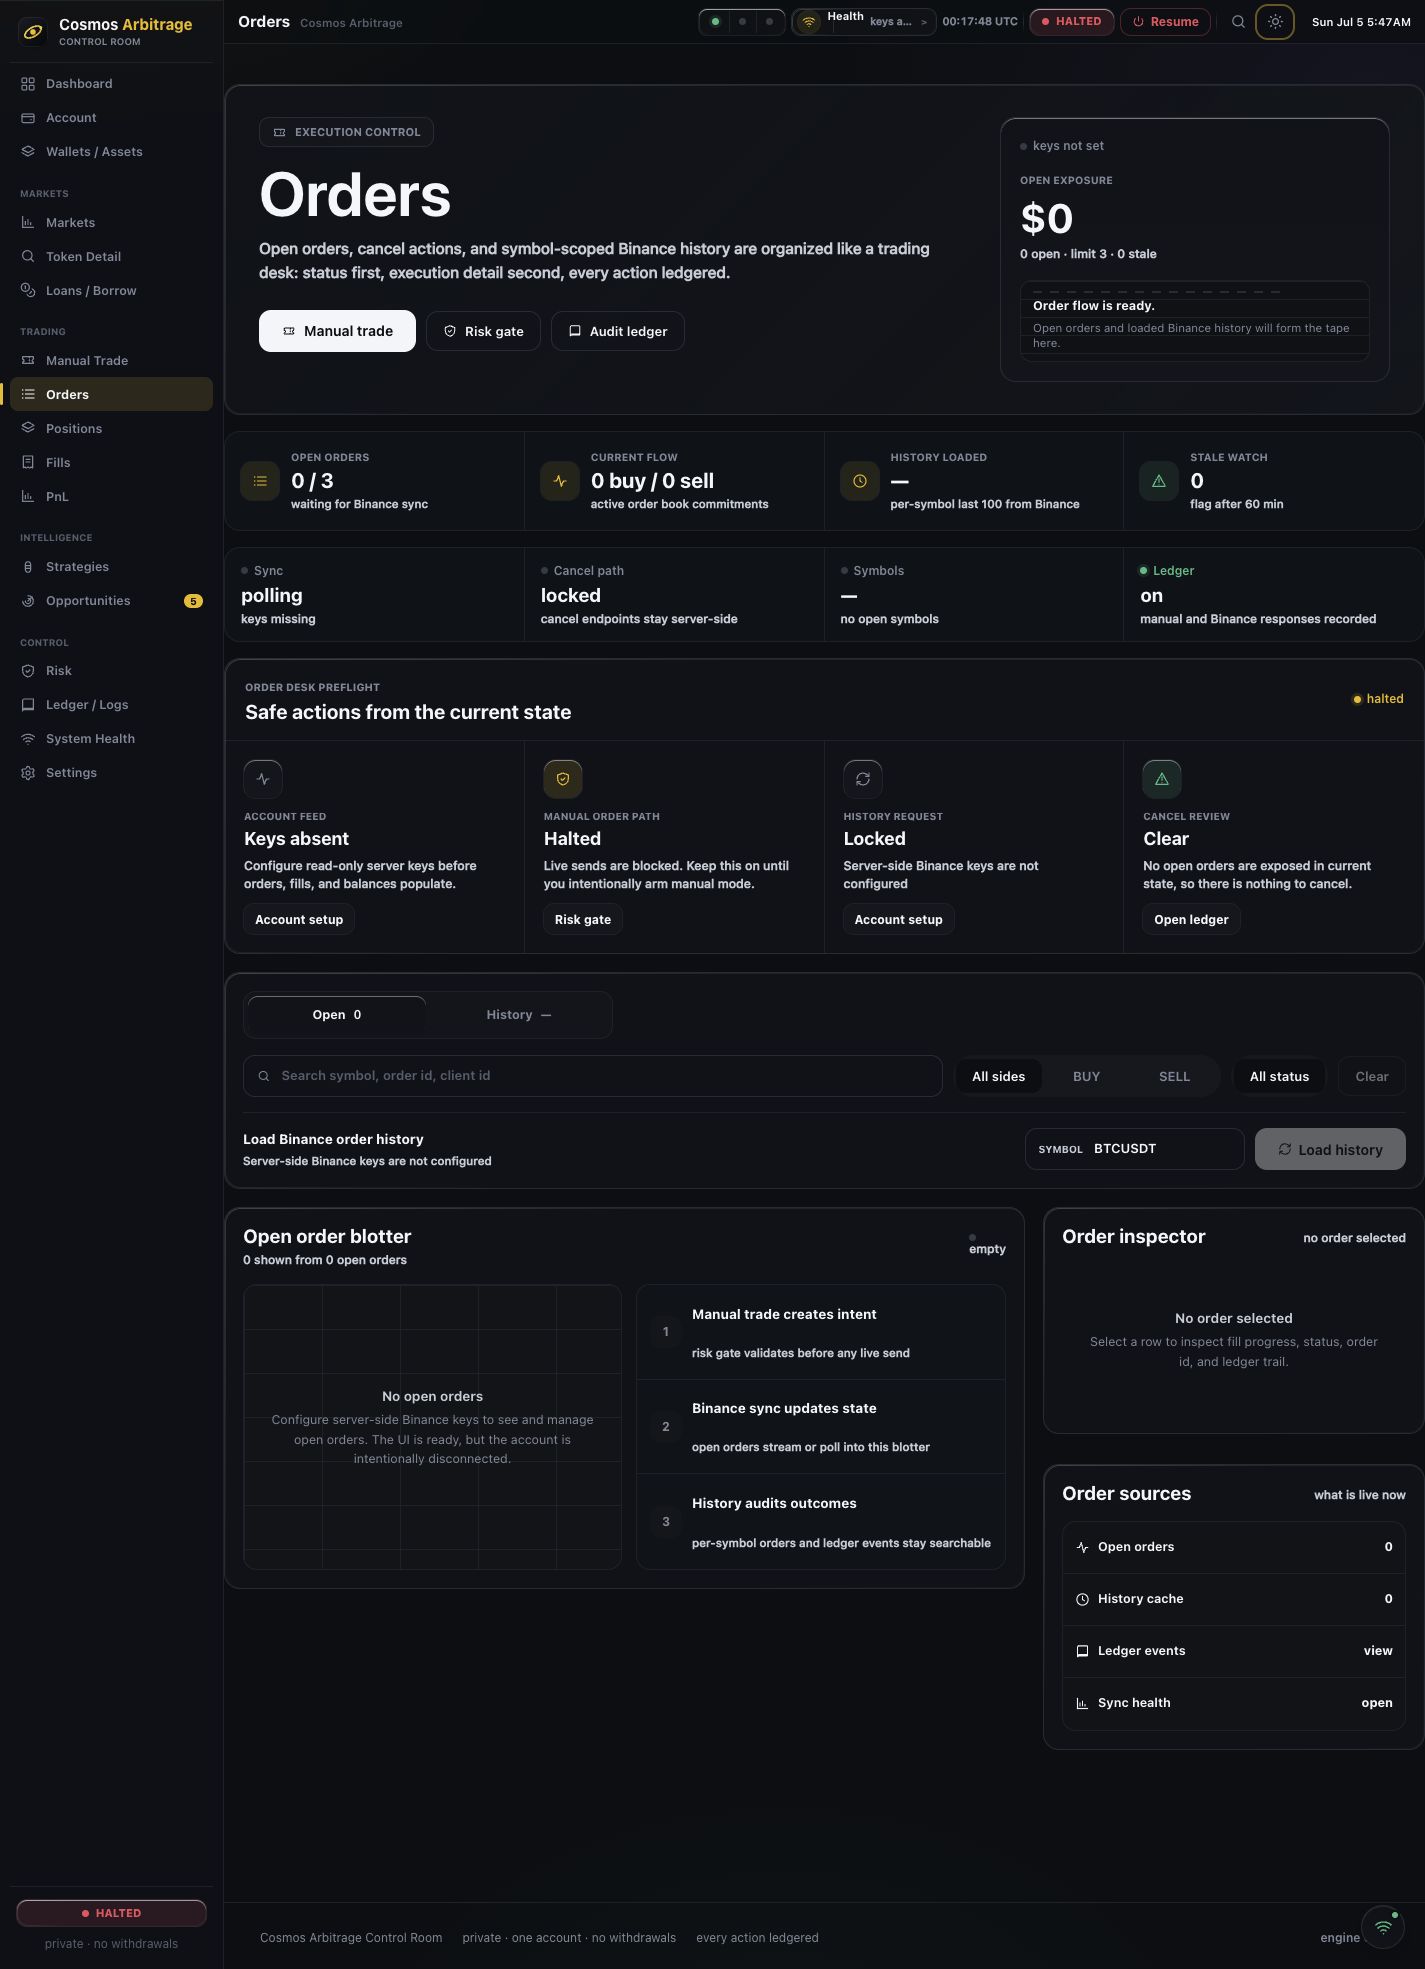 Cosmos Arbitrage
CONTROL ROOM
Dashboard
Account
Wallets / Assets
MARKETS
Markets
Token Detail
Loans / Borrow
TRADING
Manual Trade
Orders
Positions
Fills
PnL
INTELLIGENCE
Strategies
Opportunities 5
CONTROL
Risk
Ledger / Logs
System Health
Settings
HALTED
private · no withdrawals
Orders Cosmos Arbitrage
Health keys a... >
00:17:48 UTC
HALTED
Resume
Sun Jul 5 5:47AM
EXECUTION CONTROL
Orders
Open orders, cancel actions, and symbol-scoped Binance history are organized like a trading
desk: status first, execution detail second, every action ledgered.
Manual trade
Risk gate
Audit ledger
keys not set
OPEN EXPOSURE
$0
0 open · limit 3 · 0 stale
Order flow is ready.
Open orders and loaded Binance history will form the tape
here.
OPEN ORDERS
0 / 3
waiting for Binance sync
CURRENT FLOW
0 buy / 0 sell
active order book commitments
HISTORY LOADED
—
per-symbol last 100 from Binance
STALE WATCH
0
flag after 60 min
Sync
polling
keys missing
Cancel path
locked
cancel endpoints stay server-side
Symbols
—
no open symbols
Ledger
on
manual and Binance responses recorded
ORDER DESK PREFLIGHT
Safe actions from the current state
halted
ACCOUNT FEED
Keys absent
Configure read-only server keys before
orders, fills, and balances populate.
Account setup
MANUAL ORDER PATH
Halted
Live sends are blocked. Keep this on until
you intentionally arm manual mode.
Risk gate
HISTORY REQUEST
Locked
Server-side Binance keys are not
configured
Account setup
CANCEL REVIEW
Clear
No open orders are exposed in current
state, so there is nothing to cancel.
Open ledger
Open 0
History —
Search symbol, order id, client id
All sides
BUY
SELL
All status
Clear
Load Binance order history
Server-side Binance keys are not configured
SYMBOL BTCUSDT
Load history
Open order blotter
0 shown from 0 open orders
empty
No open orders
Configure server-side Binance keys to see and manage
open orders. The UI is ready, but the account is
intentionally disconnected.
1
Manual trade creates intent
risk gate validates before any live send
2
Binance sync updates state
open orders stream or poll into this blotter
3
History audits outcomes
per-symbol orders and ledger events stay searchable
Order inspector
no order selected
No order selected
Select a row to inspect fill progress, status, order
id, and ledger trail.
Order sources
what is live now
Open orders 0
History cache 0
Ledger events view
Sync health open
Cosmos Arbitrage Control Room
private · one account · no withdrawals
every action ledgered
engine